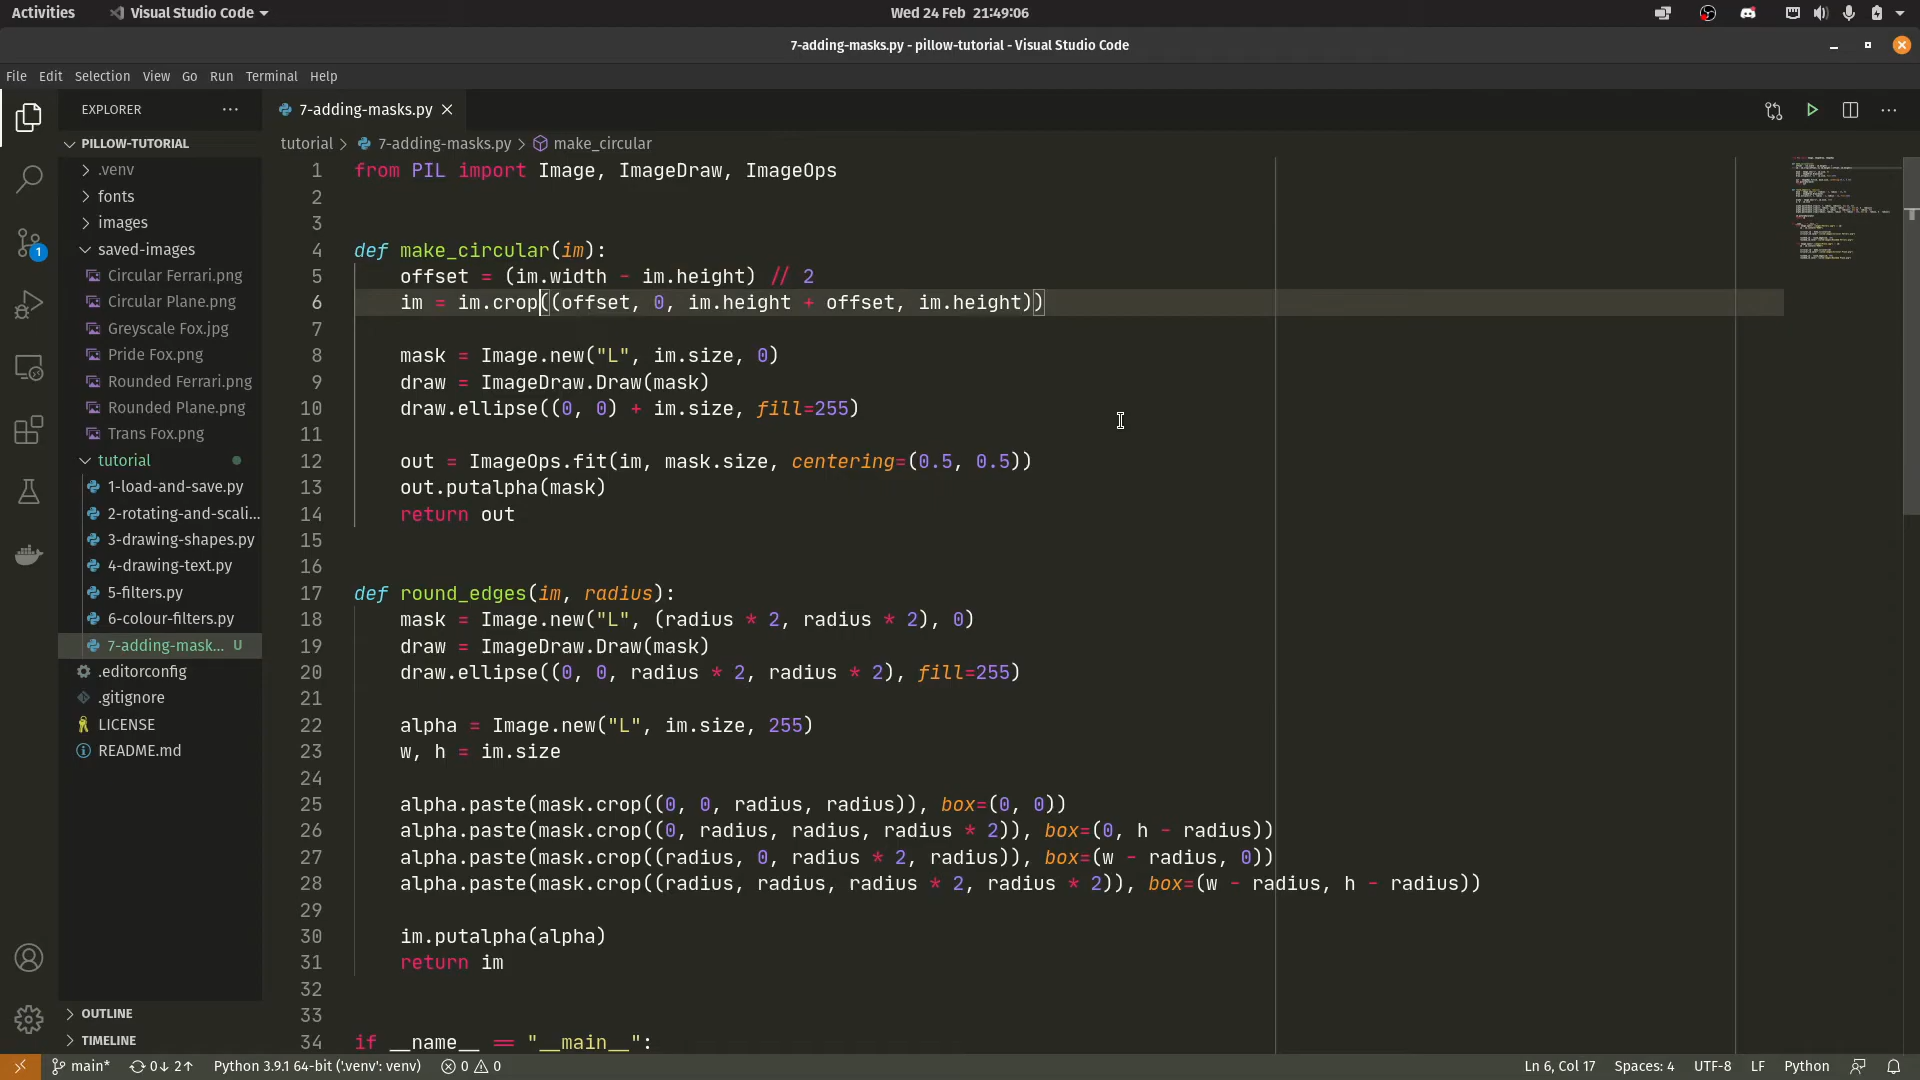 Activities
Visual Studio Code
Wed 24 Feb 21:49:06
7-adding-masks.py - pillow-tutorial - Visual Studio Code
File Edit Selection View Go Run Terminal Help
EXPLORER
7-adding-masks.py
PILLOW-TUTORIAL
tutorial > 7-adding-masks.py > make_circular
.venv
fonts
images
saved-images
Circular Ferrari.png
Circular Plane.png
Greyscale Fox.jpg
Pride Fox.png
Rounded Ferrari.png
Rounded Plane.png
Trans Fox.png
tutorial
1-load-and-save.py
2-rotating-and-scali...
3-drawing-shapes.py
4-drawing-text.py
5-filters.py
6-colour-filters.py
7-adding-mask... U
.editorconfig
.gitignore
LICENSE
README.md
OUTLINE
TIMELINE
1
1 from PIL import Image, ImageDraw, ImageOps
2
3
4 def make_circular(im):
5     offset = (im.width - im.height) // 2
6     im = im.crop((offset, 0, im.height + offset, im.height))
7
8     mask = Image.new("L", im.size, 0)
9     draw = ImageDraw.Draw(mask)
10     draw.ellipse((0, 0) + im.size, fill=255)
11
12     out = ImageOps.fit(im, mask.size, centering=(0.5, 0.5))
13     out.putalpha(mask)
14     return out
15
16
17 def round_edges(im, radius):
18     mask = Image.new("L", (radius * 2, radius * 2), 0)
19     draw = ImageDraw.Draw(mask)
20     draw.ellipse((0, 0, radius * 2, radius * 2), fill=255)
21
22     alpha = Image.new("L", im.size, 255)
23     w, h = im.size
24
25     alpha.paste(mask.crop((0, 0, radius, radius)), box=(0, 0))
26     alpha.paste(mask.crop((0, radius, radius, radius * 2)), box=(0, h - radius))
27     alpha.paste(mask.crop((radius, 0, radius * 2, radius)), box=(w - radius, 0))
28     alpha.paste(mask.crop((radius, radius, radius * 2, radius * 2)), box=(w - radius, h - radius))
29
30     im.putalpha(alpha)
31     return im
32
33
34 if __name__ == "__main__":
main* 0↓ 2↑ Python 3.9.1 64-bit ('.venv': venv) 0 0
Ln 6, Col 17 Spaces: 4 UTF-8 LF Python